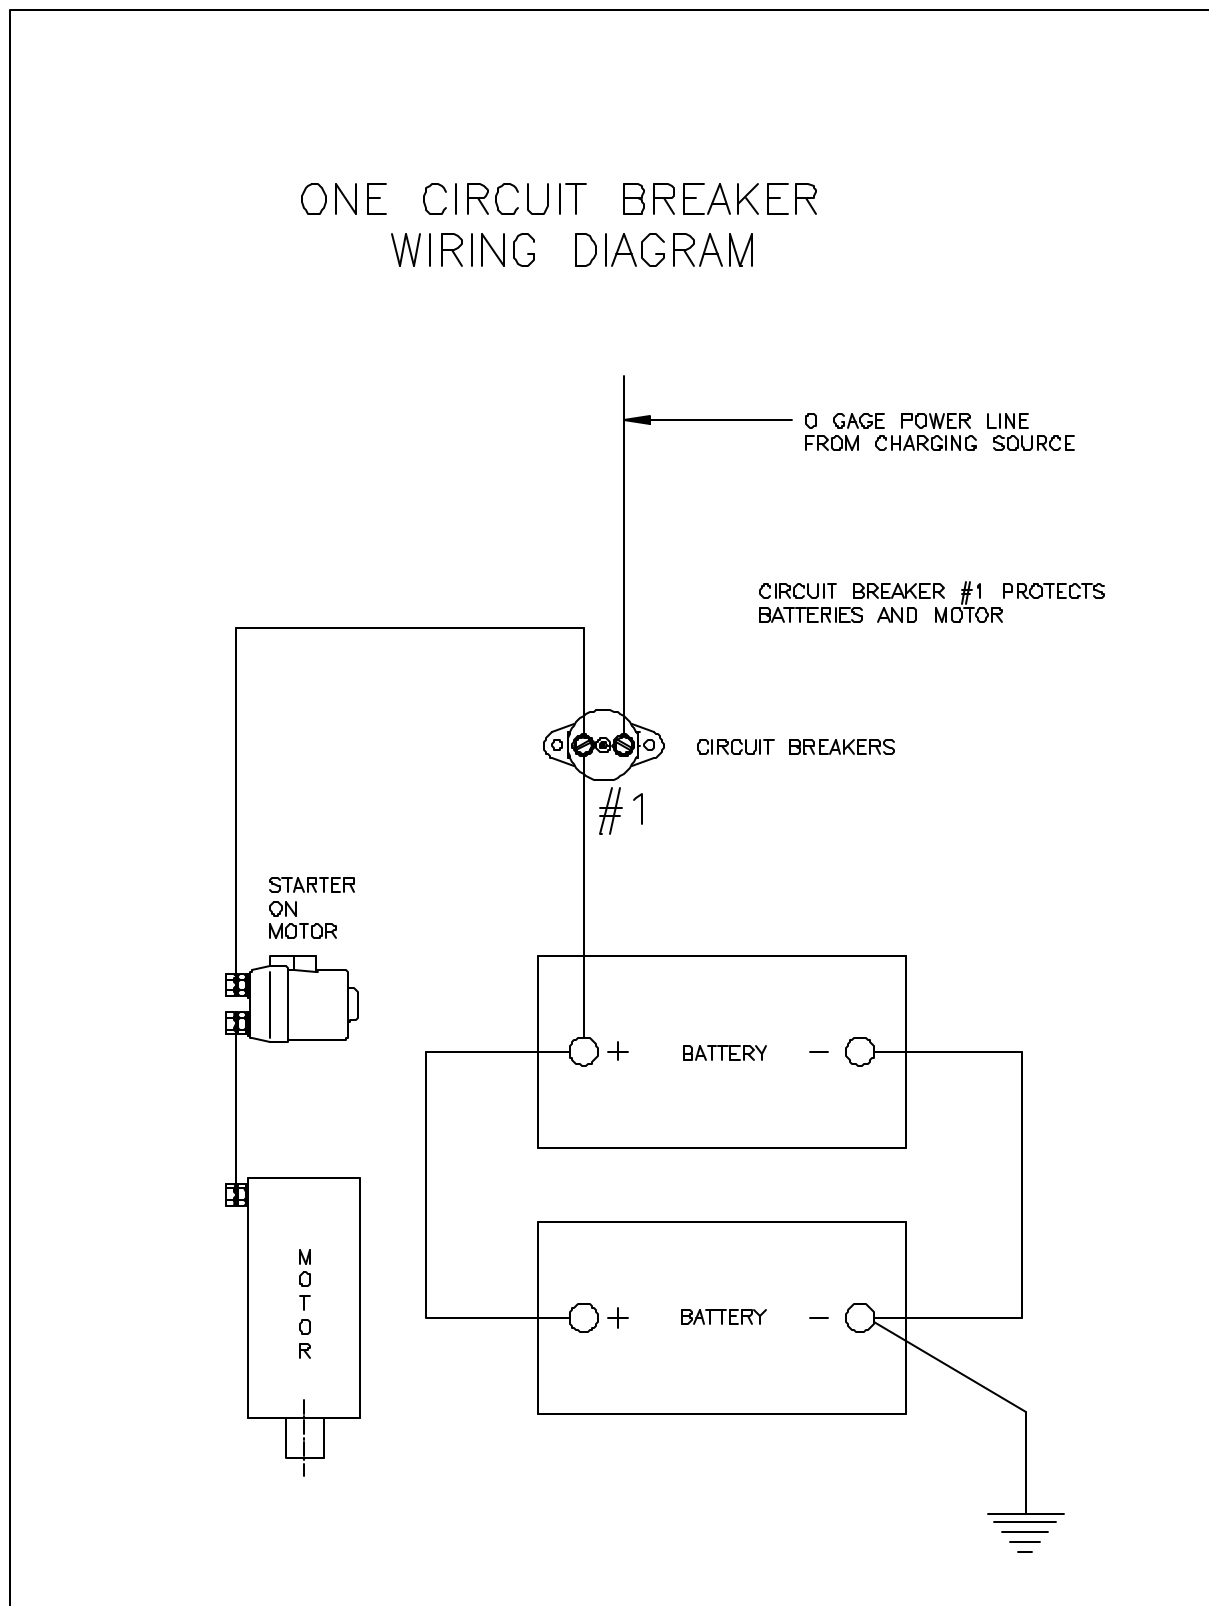 ONE CIRCUIT BREAKER
WIRING DIAGRAM
0 GAGE POWER LINE
FROM CHARGING SOURCE
CIRCUIT BREAKER #1 PROTECTS
BATTERIES AND MOTOR
CIRCUIT BREAKERS
#1
STARTER
ON
MOTOR
+ BATTERY -
+ BATTERY -
MOTOR